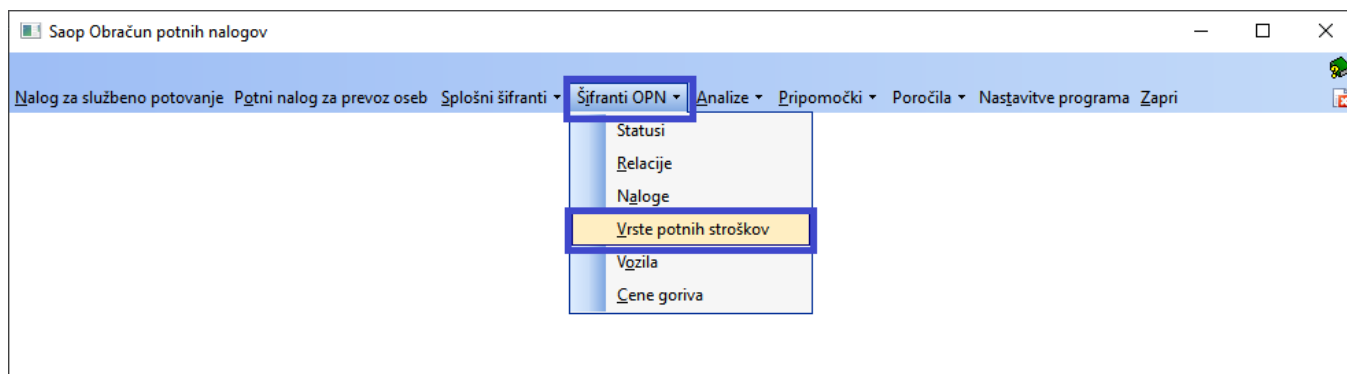 Saop Obračun potnih nalogov
Nalog za službeno potovanje Potni nalog za prevoz oseb Splošni šifranti Šifranti OPN Analize Pripomočki Poročila Nastavitve programa Zapri
Statusi
Relacije
Naloge
Vrste potnih stroškov
Vozila
Cene goriva